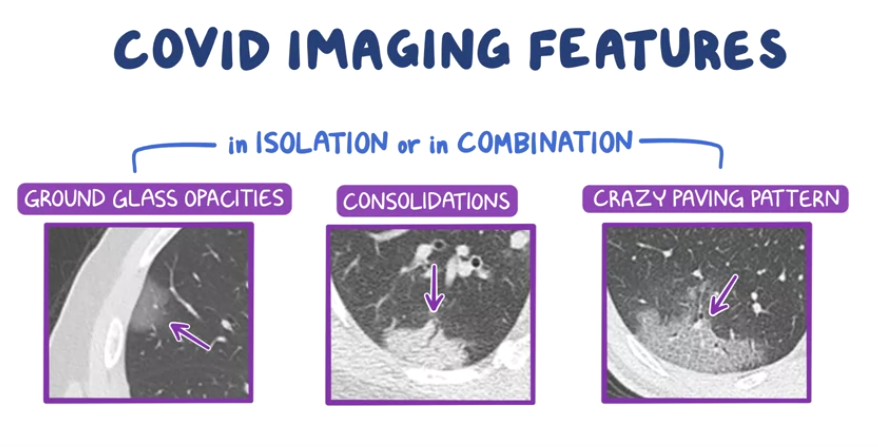 COVID IMAGING FEATURES
in ISOLATION or in COMBINATION
GROUND GLASS OPACITIES
CONSOLIDATIONS
CRAZY PAVING PATTERN